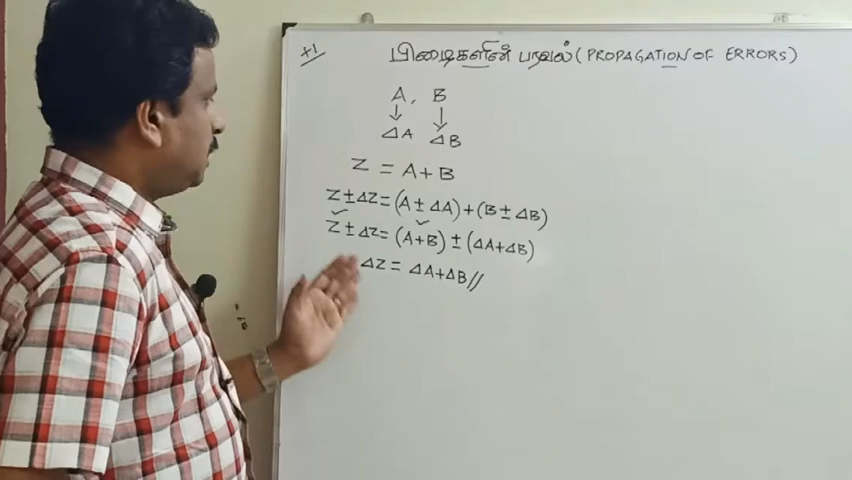 +1
பிழைகளின் பரவல் (PROPAGATION OF ERRORS)
A, B
↓ ↓
ΔA ΔB
Z = A+B
Z ± ΔZ = (A ± ΔA) + (B ± ΔB)
Z ± ΔZ = (A+B) ± (ΔA+ΔB)
ΔZ = ΔA+ΔB//